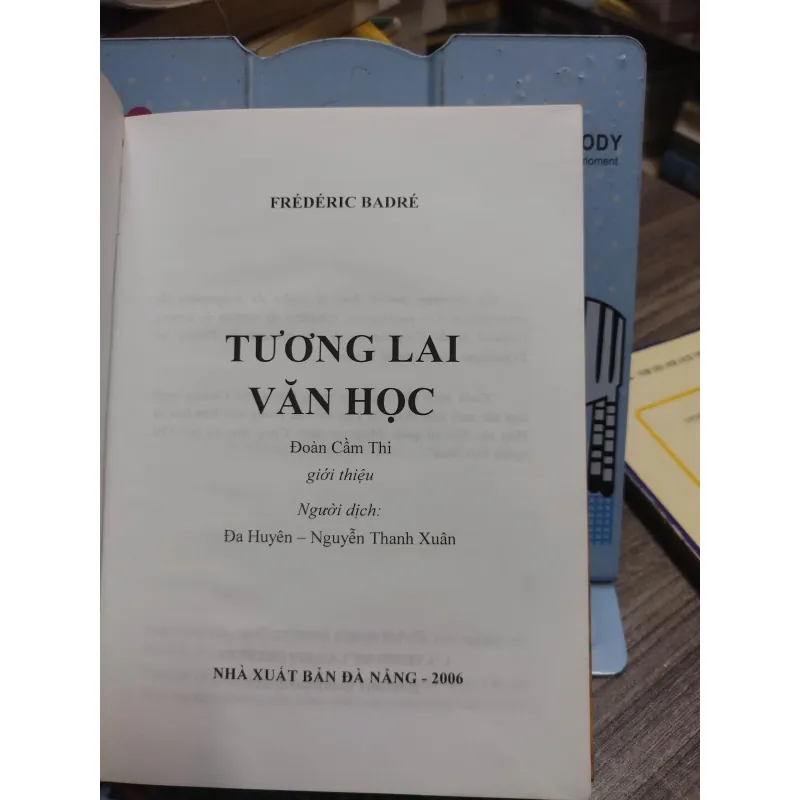 FRÉDÉRIC BADRÉ
TƯƠNG LAI
VĂN HỌC
Đoàn Cầm Thi
giới thiệu
Người dịch:
Đa Huyên – Nguyễn Thanh Xuân
NHÀ XUẤT BẢN ĐÀ NẴNG - 2006
ODY
rloment